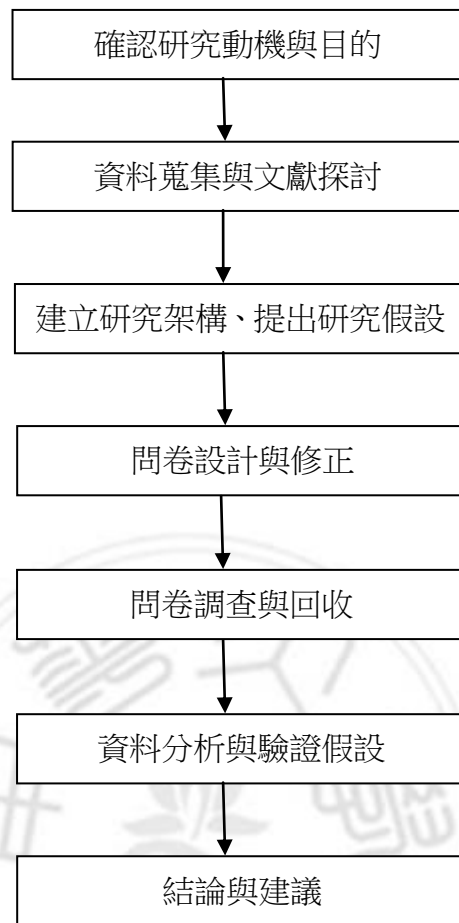 確認研究動機與目的
資料蒐集與文獻探討
建立研究架構、提出研究假設
問卷設計與修正
問卷調查與回收
資料分析與驗證假設
結論與建議